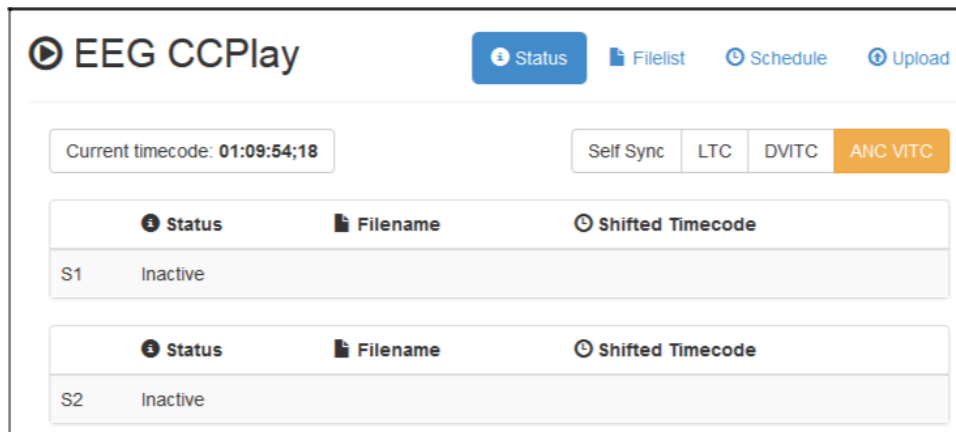 EEG CCPlay
Status Filelist Schedule Upload
Current timecode: 01:09:54;18
Self Sync LTC DVITC ANC VITC
Status Filename Shifted Timecode
S1 Inactive
Status Filename Shifted Timecode
S2 Inactive